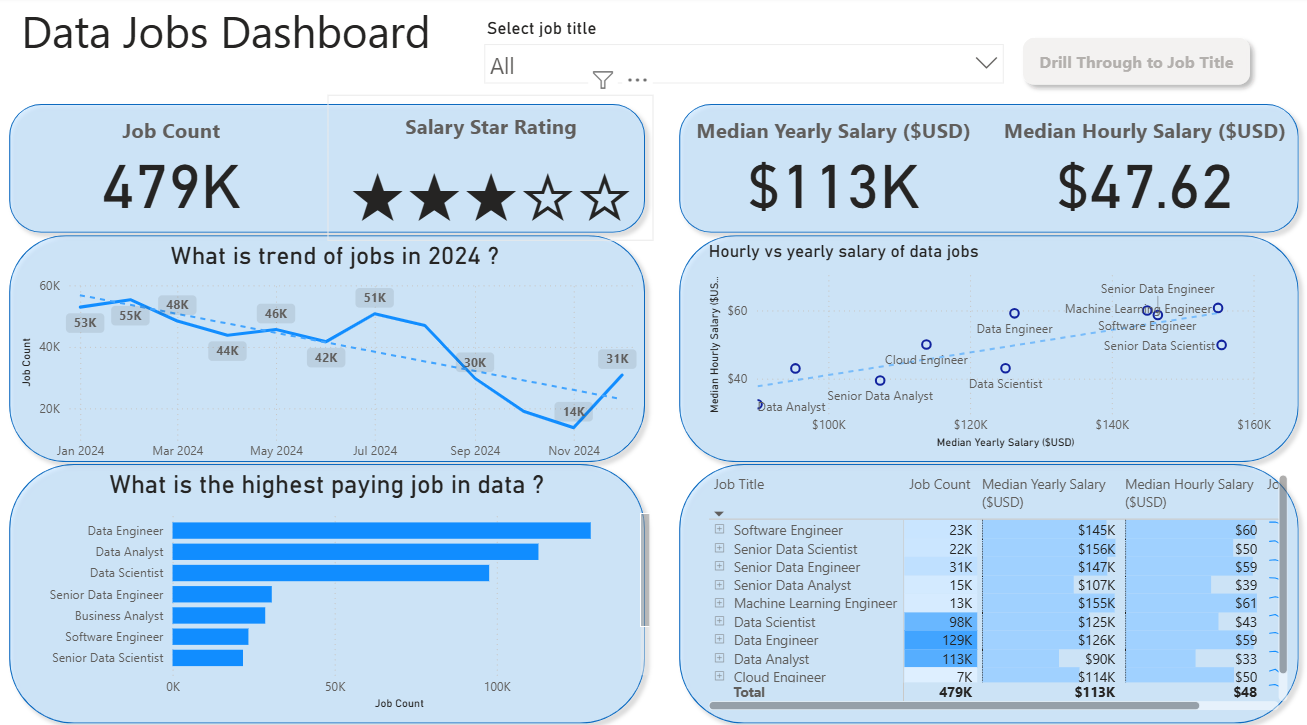 Data Jobs Dashboard
Select job title
All
Drill Through to Job Title
Job Count
479K
Salary Star Rating
★★★☆☆
Median Yearly Salary ($USD)
$113K
Median Hourly Salary ($USD)
$47.62
What is trend of jobs in 2024 ?
Job Count
60K
40K
20K
53K
55K
48K
44K
46K
42K
51K
30K
14K
31K
Jan 2024 Mar 2024 May 2024 Jul 2024 Sep 2024 Nov 2024
Hourly vs yearly salary of data jobs
Median Hourly Salary ($US...
$60
$40
Senior Data Engineer
Machine Learning Engineer
Software Engineer
Data Engineer
Senior Data Scientist
Cloud Engineer
Data Scientist
Senior Data Analyst
Data Analyst
$100K $120K $140K $160K
Median Yearly Salary ($USD)
What is the highest paying job in data ?
Data Engineer
Data Analyst
Data Scientist
Senior Data Engineer
Business Analyst
Software Engineer
Senior Data Scientist
0K 50K 100K
Job Count
Job Title Job Count Median Yearly Salary ($USD) Median Hourly Salary ($USD)
Software Engineer 23K $145K $60
Senior Data Scientist 22K $156K $50
Senior Data Engineer 31K $147K $59
Senior Data Analyst 15K $107K $39
Machine Learning Engineer 13K $155K $61
Data Scientist 98K $125K $43
Data Engineer 129K $126K $59
Data Analyst 113K $90K $33
Cloud Engineer 7K $114K $50
Total 479K $113K $48